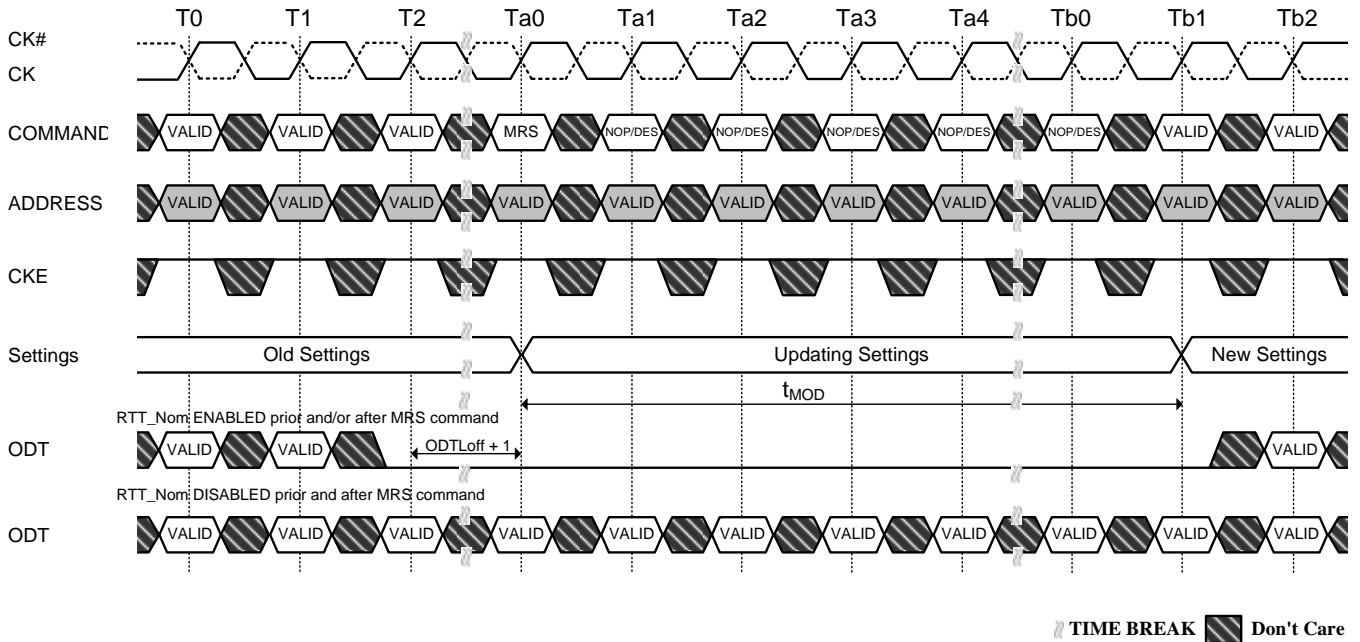 T0 T1 T2 Ta0 Ta1 Ta2 Ta3 Ta4 Tb0 Tb1 Tb2
CK#
CK
COMMAND VALID VALID VALID MRS NOP/DES NOP/DES NOP/DES NOP/DES NOP/DES VALID VALID
ADDRESS VALID VALID VALID VALID VALID VALID VALID VALID VALID VALID VALID
CKE
Settings Old Settings Updating Settings New Settings
tMOD
RTT_Nom ENABLED prior and/or after MRS command
ODT VALID VALID ODTLoff + 1 VALID
RTT_Nom DISABLED prior and after MRS command
ODT VALID VALID VALID VALID VALID VALID VALID VALID VALID VALID VALID
TIME BREAK Don't Care